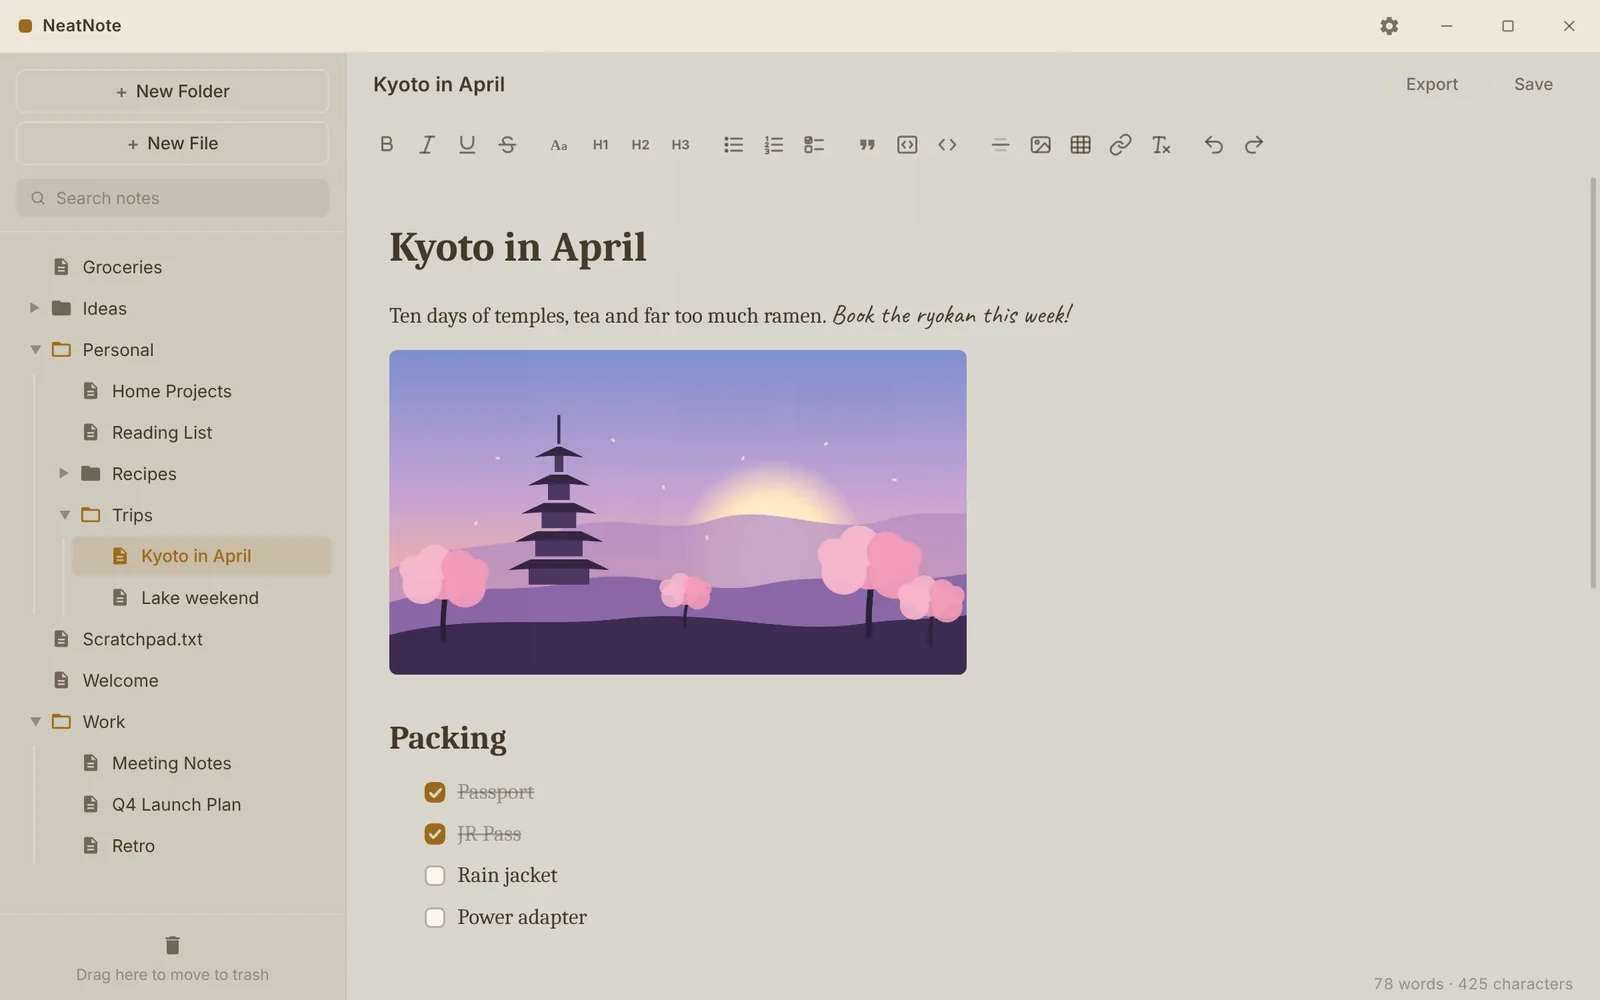 NeatNote
+ New Folder
+ New File
Search notes
Groceries
Ideas
Personal
Home Projects
Reading List
Recipes
Trips
Kyoto in April
Lake weekend
Scratchpad.txt
Welcome
Work
Meeting Notes
Q4 Launch Plan
Retro
Drag here to move to trash
Kyoto in April
Export
Save
B I U S Aa H1 H2 H3
Kyoto in April
Ten days of temples, tea and far too much ramen. Book the ryokan this week!
Packing
Passport
JR Pass
Rain jacket
Power adapter
78 words · 425 characters